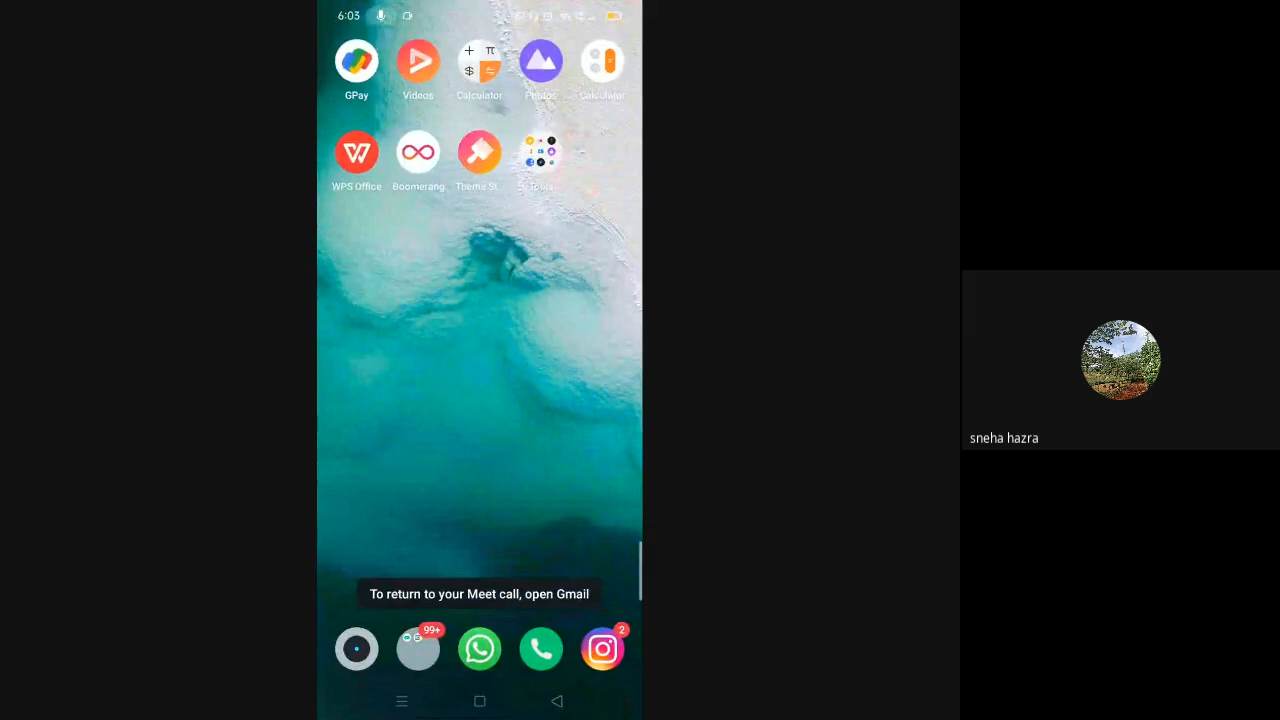 6:03
GPay
Videos
Calculator
Photos
Calculator
WPS Office
Boomerang
Theme St..
Tools
To return to your Meet call, open Gmail
99+
2
sneha hazra